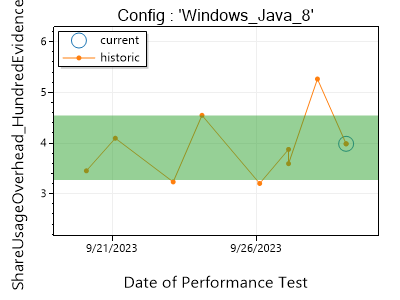 Config : 'Windows_Java_8'
ShareUsageOverhead_HundredEvidence
current
historic
6
5
4
3
9/21/2023
9/26/2023
Date of Performance Test